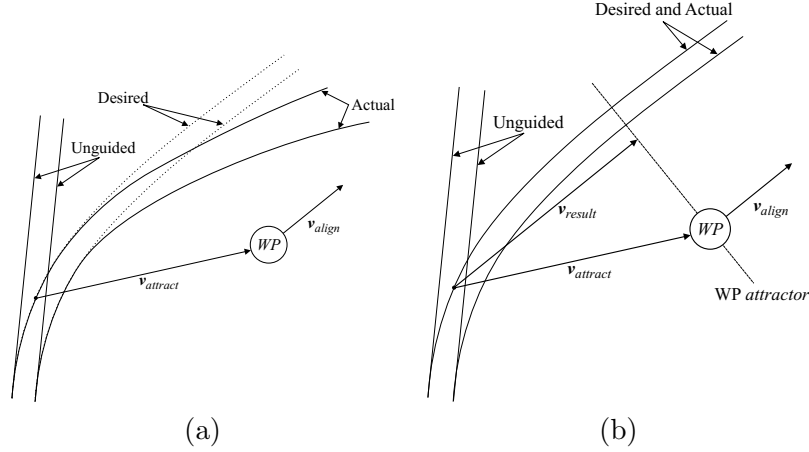 Desired
Actual
Unguided
WP
v_align
v_attract
(a)
Desired and Actual
Unguided
v_result
WP
v_align
v_attract
WP attractor
(b)